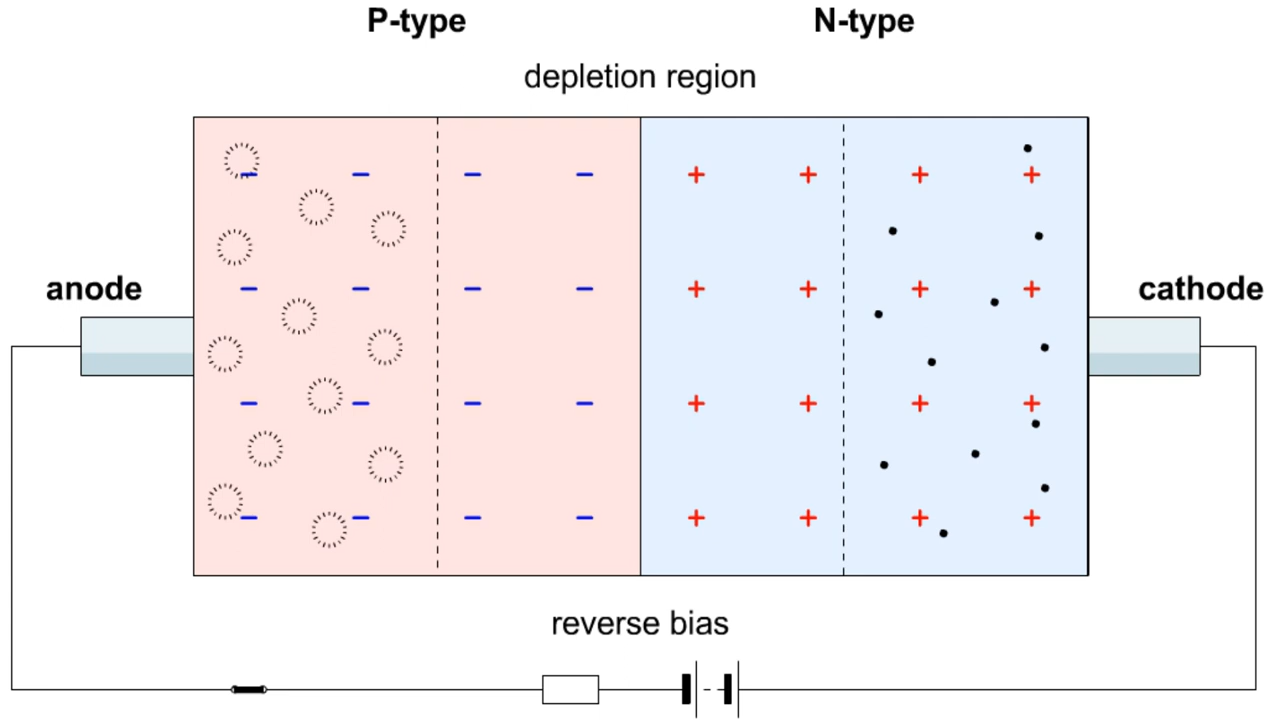 P-type
N-type
depletion region
anode
cathode
reverse bias